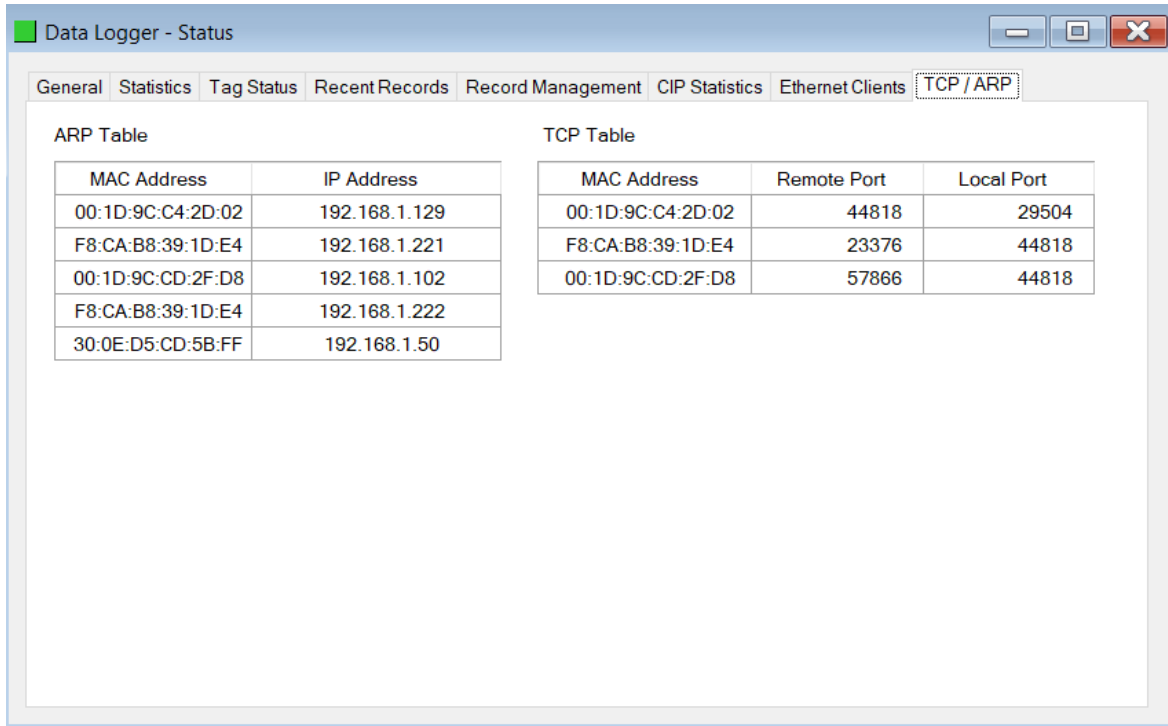 Data Logger - Status
General Statistics Tag Status Recent Records Record Management CIP Statistics Ethernet Clients TCP / ARP
ARP Table
MAC Address IP Address
00:1D:9C:C4:2D:02 192.168.1.129
F8:CA:B8:39:1D:E4 192.168.1.221
00:1D:9C:CD:2F:D8 192.168.1.102
F8:CA:B8:39:1D:E4 192.168.1.222
30:0E:D5:CD:5B:FF 192.168.1.50
TCP Table
MAC Address Remote Port Local Port
00:1D:9C:C4:2D:02 44818 29504
F8:CA:B8:39:1D:E4 23376 44818
00:1D:9C:CD:2F:D8 57866 44818